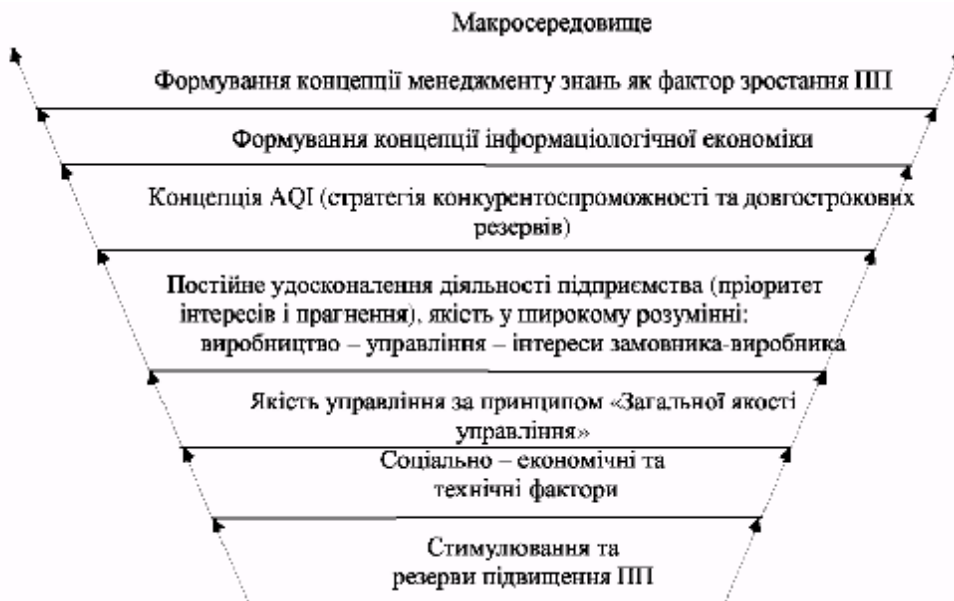 Макросередовище
Формування концепції менеджменту знань як фактор зростання ПП
Формування концепції інформаціологічної економіки
Концепція AQI (стратегія конкурентоспроможності та довгострокових
резервів)
Постійне удосконалення діяльності підприємства (пріоритет
інтересів і прагнення), якість у широкому розумінні:
виробництво – управління – інтереси замовника-виробника
Якість управління за принципом «Загальної якості
управління»
Соціально – економічні та
технічні фактори
Стимулювання та
резерви підвищення ПП